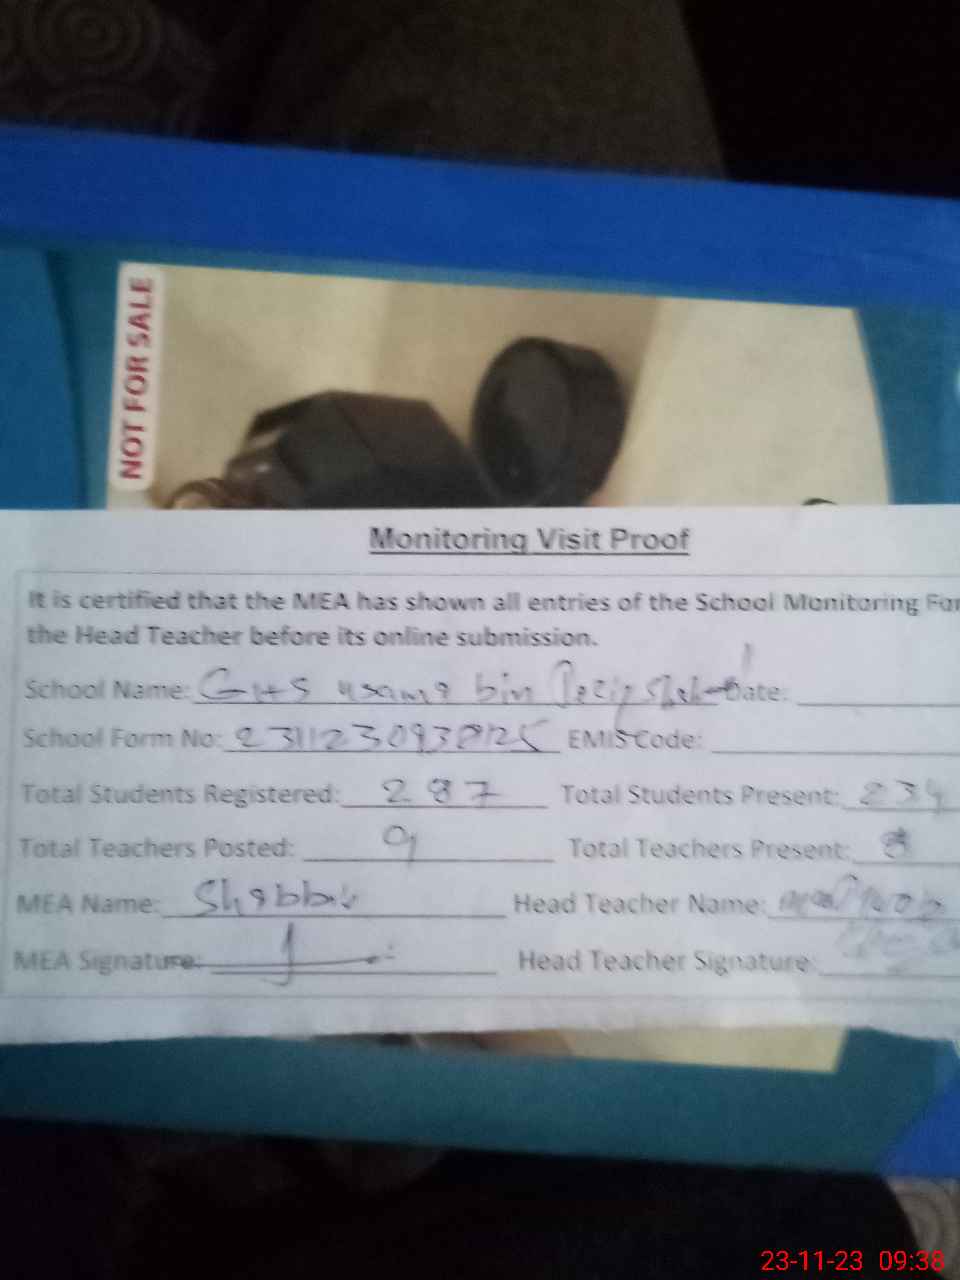 NOT FOR SALE
Monitoring Visit Proof
It is certified that the MEA has shown all entries of the School Monitoring For
the Head Teacher before its online submission.
School Name: GHS usama bin Date:
School Form No: EMIS Code:
Total Students Registered: 287 Total Students Present: 234
Total Teachers Posted: 9 Total Teachers Present: 8
MEA Name: Shabbir Head Teacher Name:
MEA Signature: Head Teacher Signature:
23-11-23 09:38